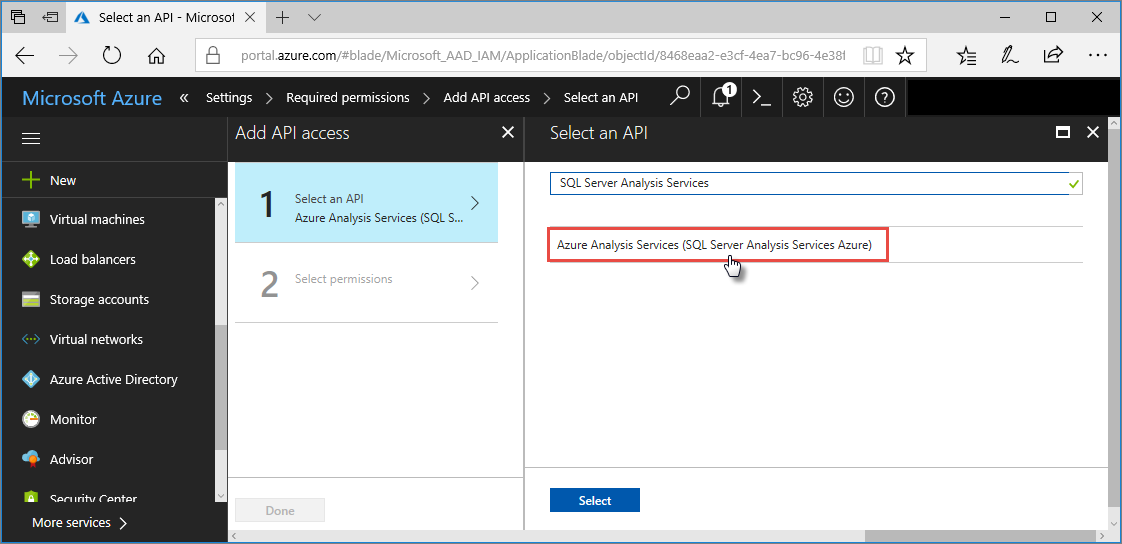 Select an API - Microsof
portal.azure.com/#blade/Microsoft_AAD_IAM/ApplicationBlade/objectId/8468eaa2-e3cf-4ea7-bc96-4e38f
Microsoft Azure « Settings > Required permissions > Add API access > Select an API
1
New
Virtual machines
Load balancers
Storage accounts
Virtual networks
Azure Active Directory
Monitor
Advisor
Security Center
More services >
Add API access
1 Select an API
Azure Analysis Services (SQL S...
2 Select permissions
Done
Select an API
SQL Server Analysis Services
Azure Analysis Services (SQL Server Analysis Services Azure)
Select